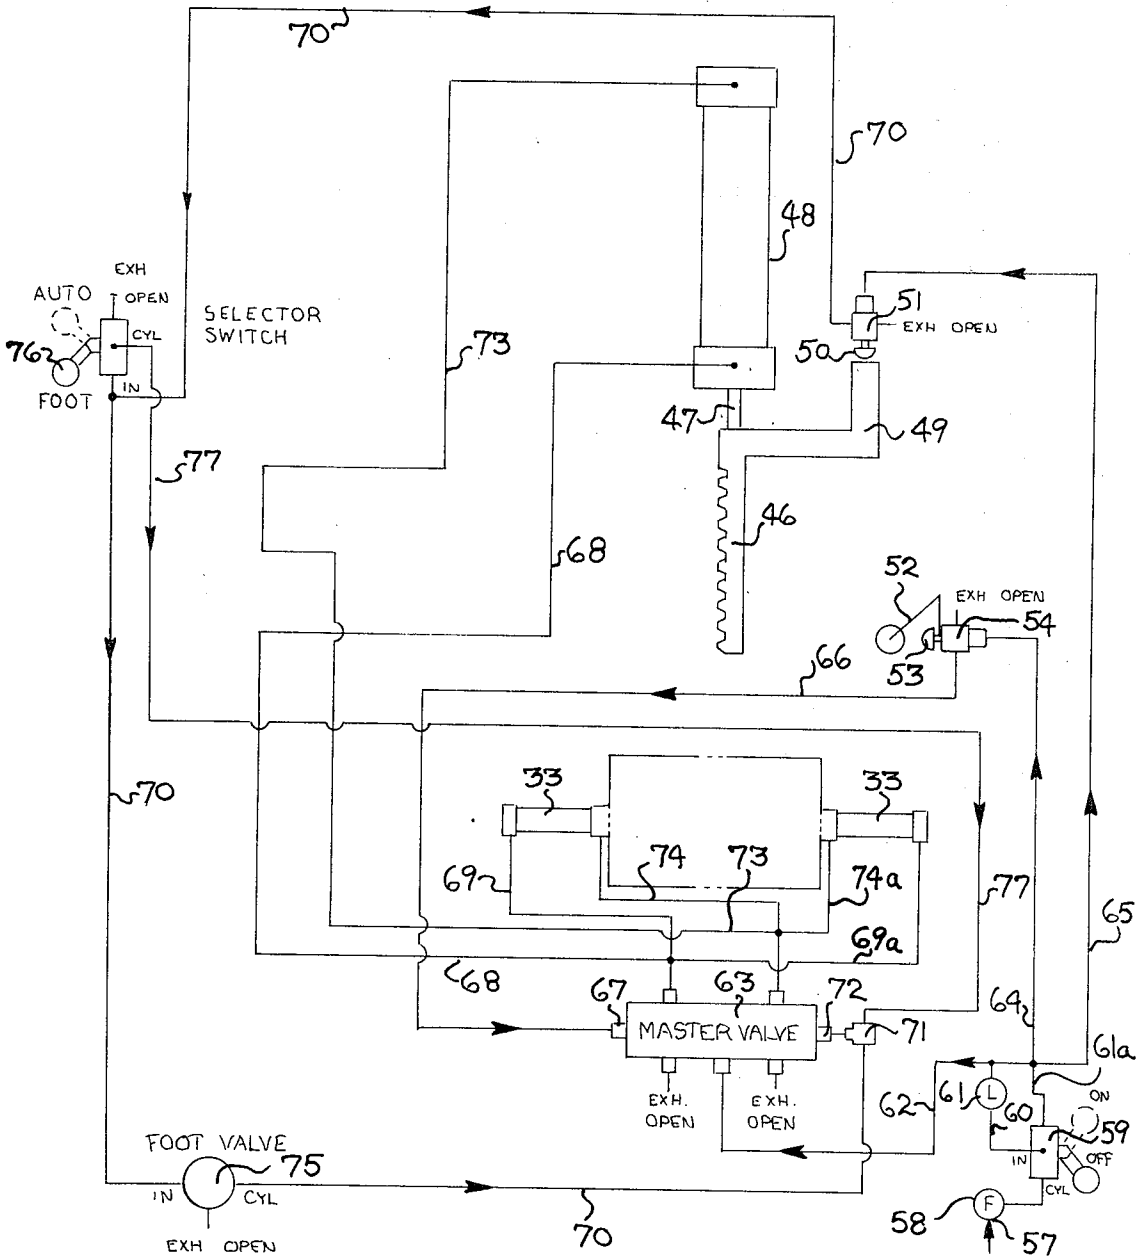 70
70
48
EXH
OPEN
AUTO
SELECTOR
SWITCH
CYL
76
IN
FOOT
73
51
EXH OPEN
50
47
49
77
46
68
52
EXH OPEN
54
53
66
70
33
33
74
73
74a
69
77
65
69a
68
67
63
72
64
MASTER VALVE
71
61a
EXH.
OPEN
EXH.
OPEN
62
61
L
60
ON
59
IN
OFF
CYL
FOOT VALVE
75
IN
CYL
58
F
57
70
EXH OPEN